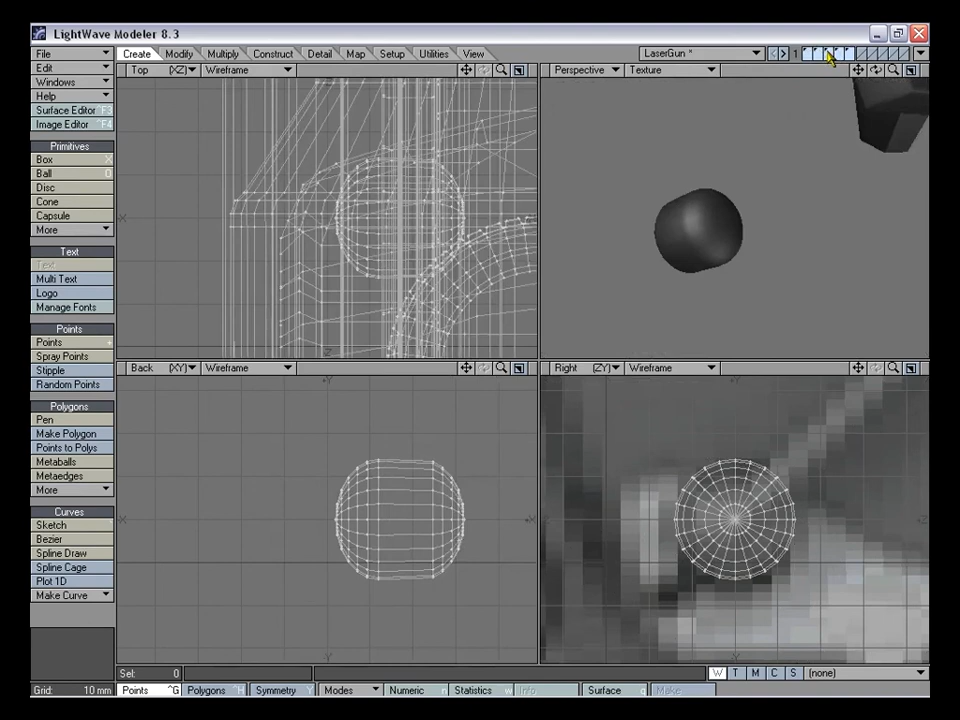 LightWave Modeler 8.3
File Create Modify Multiply Construct Detail Map Setup Utilities View LaserGun * 1
Edit Top (XZ) Wireframe Perspective Texture
Windows
Help
Surface Editor F3
Image Editor ^F4
Primitives
Box X
Ball O
Disc
Cone
Capsule
More
Text
Text
Multi Text
Logo
Manage Fonts
Points
Points +
Spray Points
Stipple
Back (XY) Wireframe Right (ZY) Wireframe
Random Points
Polygons
Pen
Make Polygon
Points to Polys
Metaballs
Metaedges
More
Curves
Sketch
Bezier
Spline Draw
Spline Cage
Plot 1D
Make Curve
Sel: 0 W T M C S (none)
Grid: 10 mm Points ^G Polygons ^H Symmetry Y Modes Numeric n Statistics w Info Surface q Make